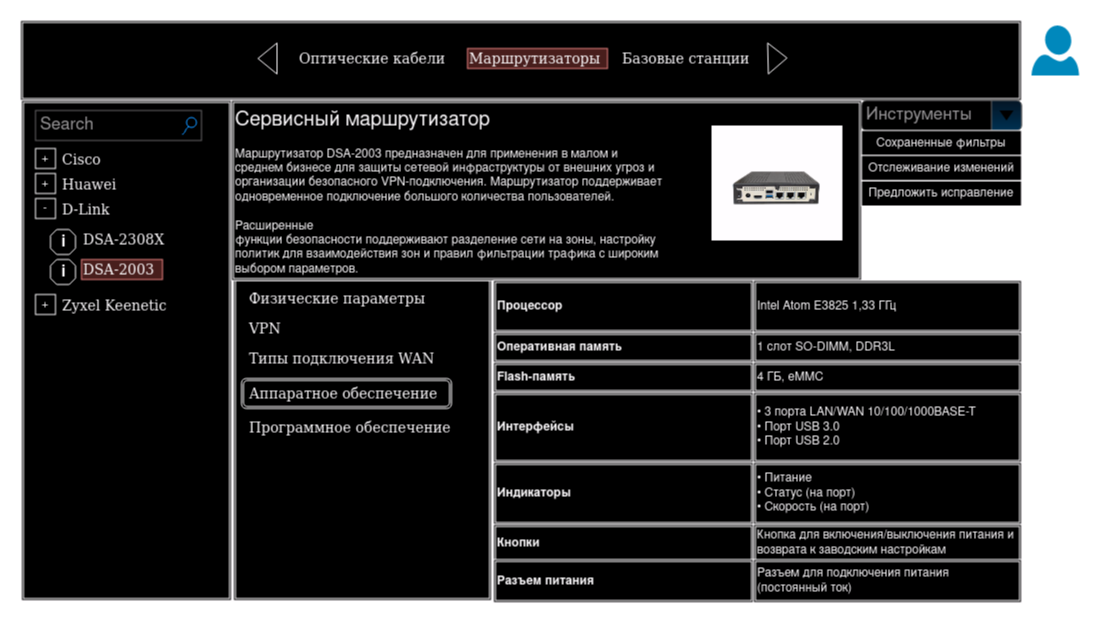 Оптические кабели
Маршрутизаторы
Базовые станции
Search
+ Cisco
+ Huawei
- D-Link
i DSA-2308X
i DSA-2003
+ Zyxel Keenetic
Сервисный маршрутизатор
Маршрутизатор DSA-2003 предназначен для применения в малом и
среднем бизнесе для защиты сетевой инфраструктуры от внешних угроз и
организации безопасного VPN-подключения. Маршрутизатор поддерживает
одновременное подключение большого количества пользователей.
Расширенные
функции безопасности поддерживают разделение сети на зоны, настройку
политик для взаимодействия зон и правил фильтрации трафика с широким
выбором параметров.
Инструменты
Сохраненные фильтры
Отслеживание изменений
Предложить исправление
Физические параметры
VPN
Типы подключения WAN
Аппаратное обеспечение
Программное обеспечение
Процессор
Intel Atom E3825 1,33 ГГц
Оперативная память
1 слот SO-DIMM, DDR3L
Flash-память
4 ГБ, eMMC
Интерфейсы
• 3 порта LAN/WAN 10/100/1000BASE-T
• Порт USB 3.0
• Порт USB 2.0
Индикаторы
• Питание
• Статус (на порт)
• Скорость (на порт)
Кнопки
Кнопка для включения/выключения питания и
возврата к заводским настройкам
Разъем питания
Разъем для подключения питания
(постоянный ток)